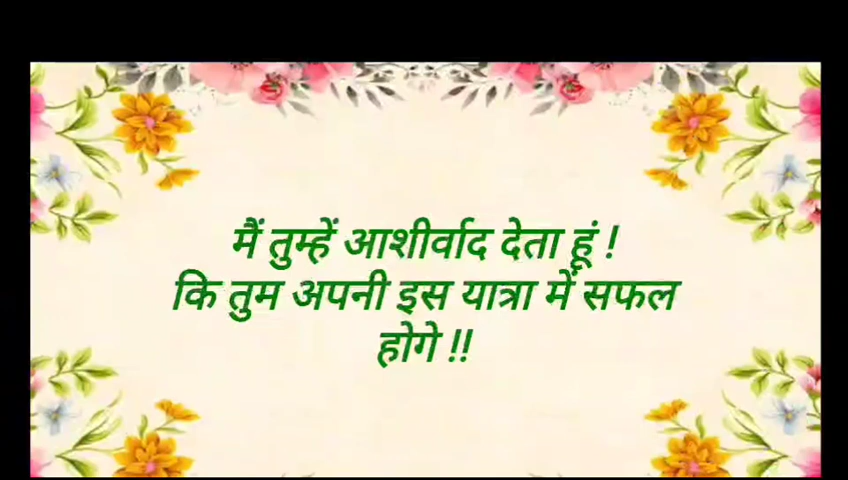 मैं तुम्हें आशीर्वाद देता हूं !
कि तुम अपनी इस यात्रा में सफल
होगे !!